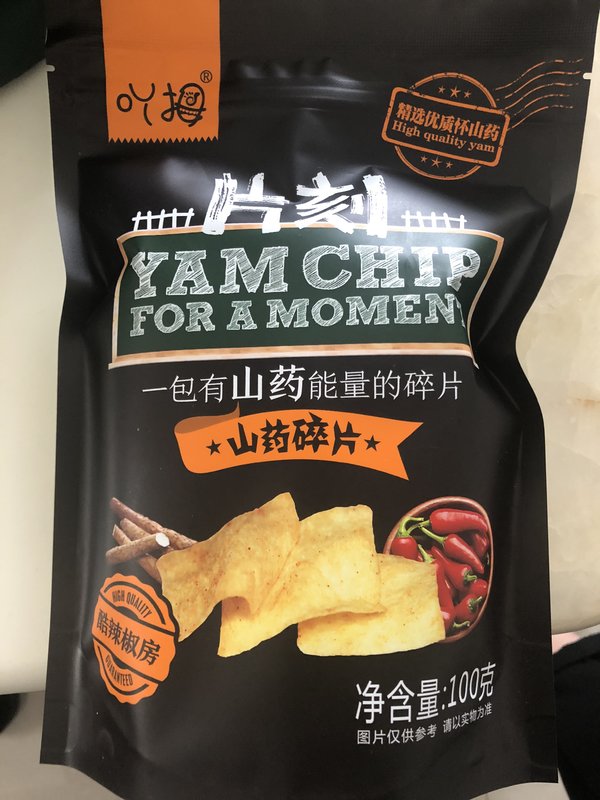 吖拇®
精选优质怀山药
High quality yam
片刻
YAM CHIP
FOR A MOMENT
一包有山药能量的碎片
山药碎片
HIGH QUALITY
酷辣椒房
GUARANTEED
净含量:100克
图片仅供参考 请以实物为准